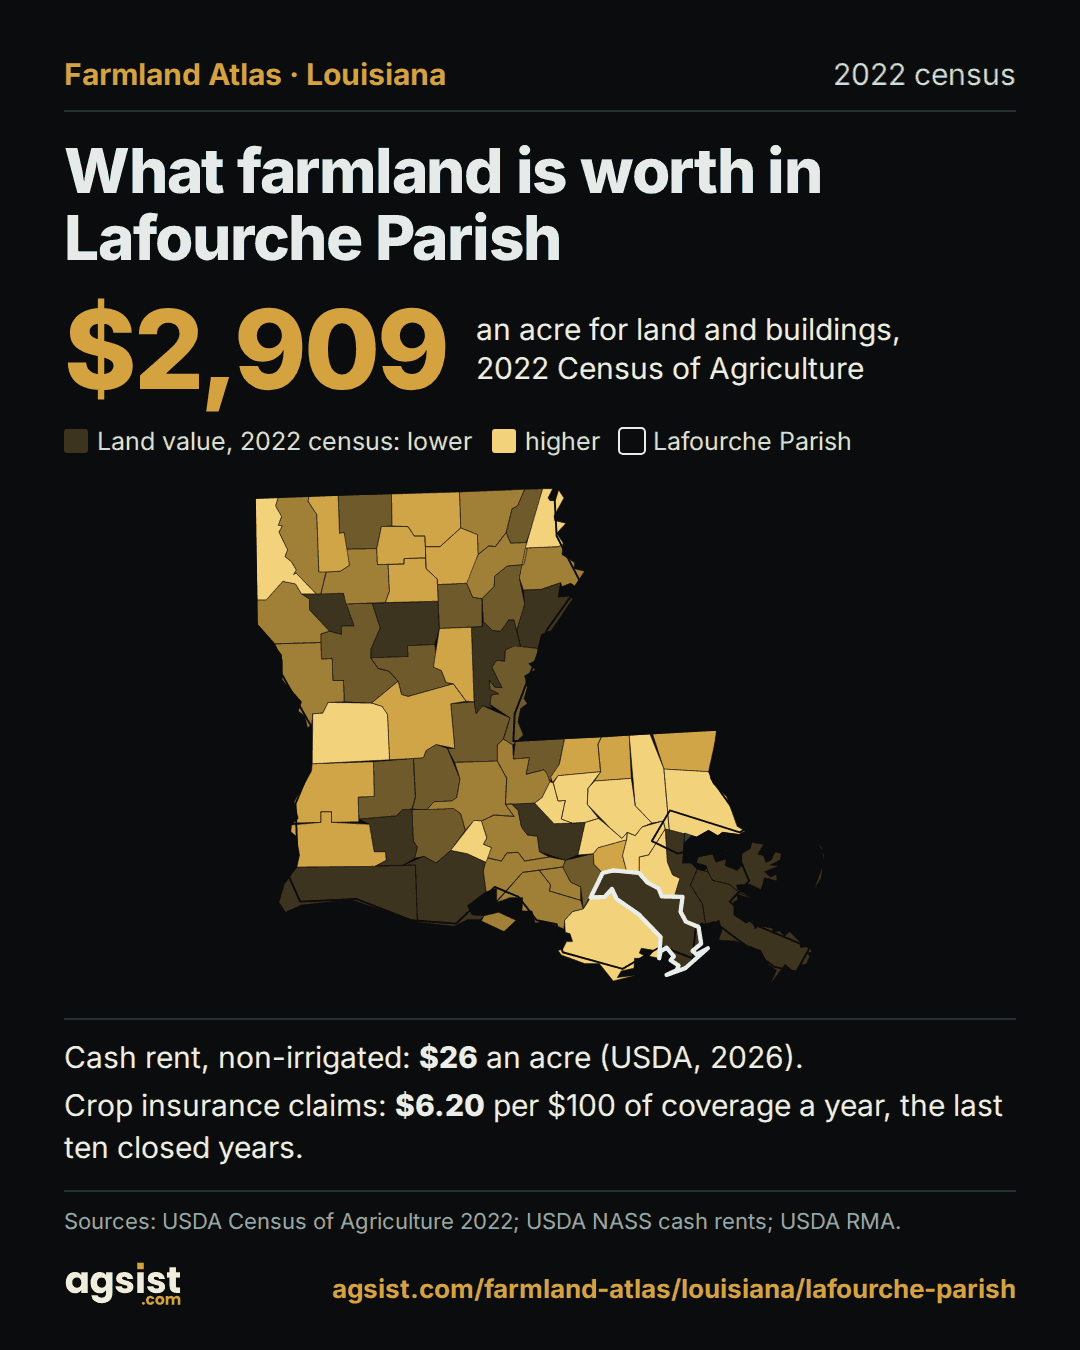 Farmland Atlas · Louisiana
2022 census
What farmland is worth in
Lafourche Parish
$2,909
an acre for land and buildings,
2022 Census of Agriculture
Land value, 2022 census: lower
higher
Lafourche Parish
Cash rent, non-irrigated: $26 an acre (USDA, 2026).
Crop insurance claims: $6.20 per $100 of coverage a year, the last
ten closed years.
Sources: USDA Census of Agriculture 2022; USDA NASS cash rents; USDA RMA.
agsist
.com
agsist.com/farmland-atlas/louisiana/lafourche-parish